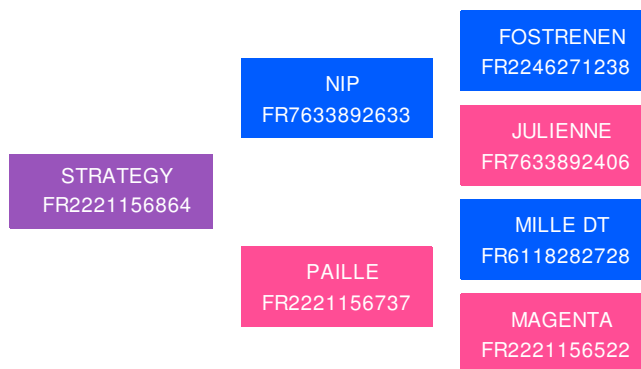 STRATEGY
FR2221156864
NIP
FR7633892633
PAILLE
FR2221156737
FOSTRENEN
FR2246271238
JULIENNE
FR7633892406
MILLE DT
FR6118282728
MAGENTA
FR2221156522